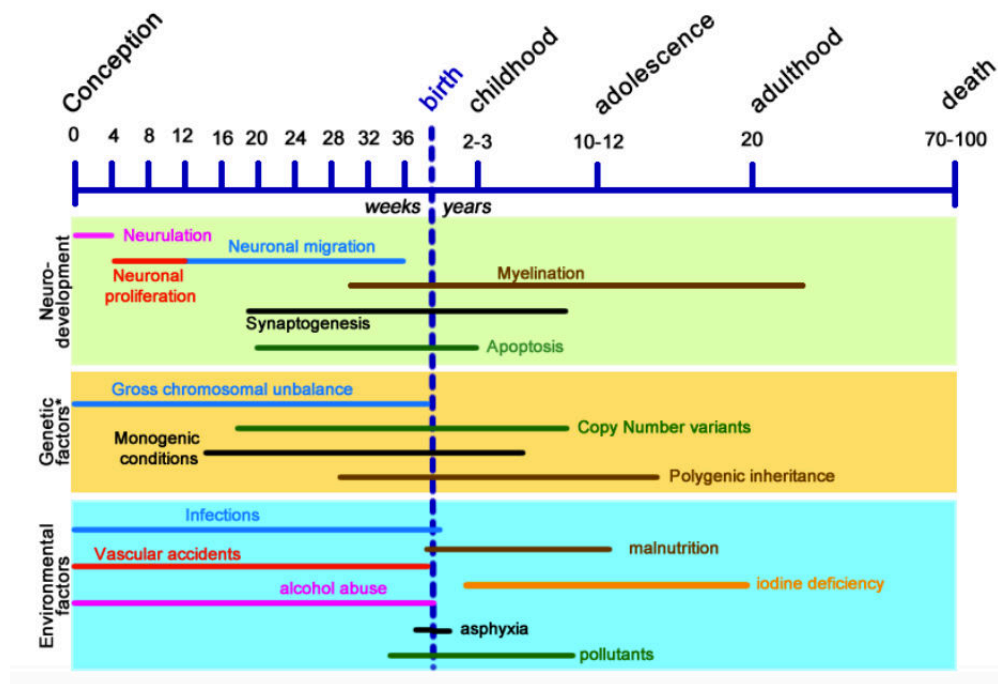 Conception
birth
childhood
adolescence
adulthood
death
0 4 8 12 16 20 24 28 32 36 2-3 10-12 20 70-100
weeks years
Neuro-
development
Neurulation
Neuronal migration
Neuronal
proliferation
Myelination
Synaptogenesis
Apoptosis
Genetic
factors*
Gross chromosomal unbalance
Copy Number variants
Monogenic
conditions
Polygenic inheritance
Environmental
factors
Infections
Vascular accidents
malnutrition
iodine deficiency
alcohol abuse
asphyxia
pollutants